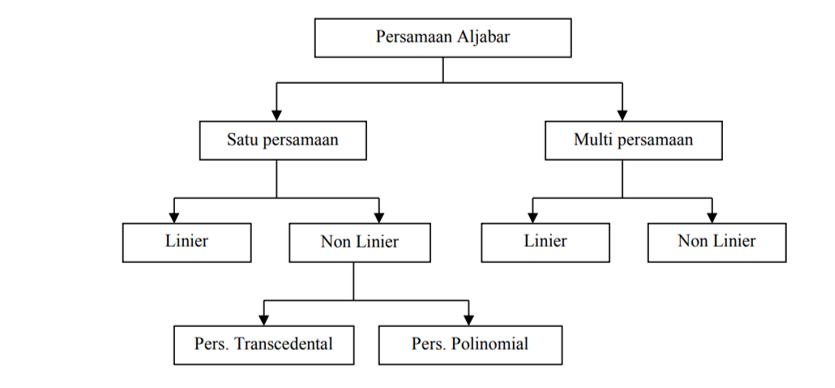 Persamaan Aljabar
Satu persamaan
Multi persamaan
Linier
Non Linier
Linier
Non Linier
Pers. Transcedental
Pers. Polinomial